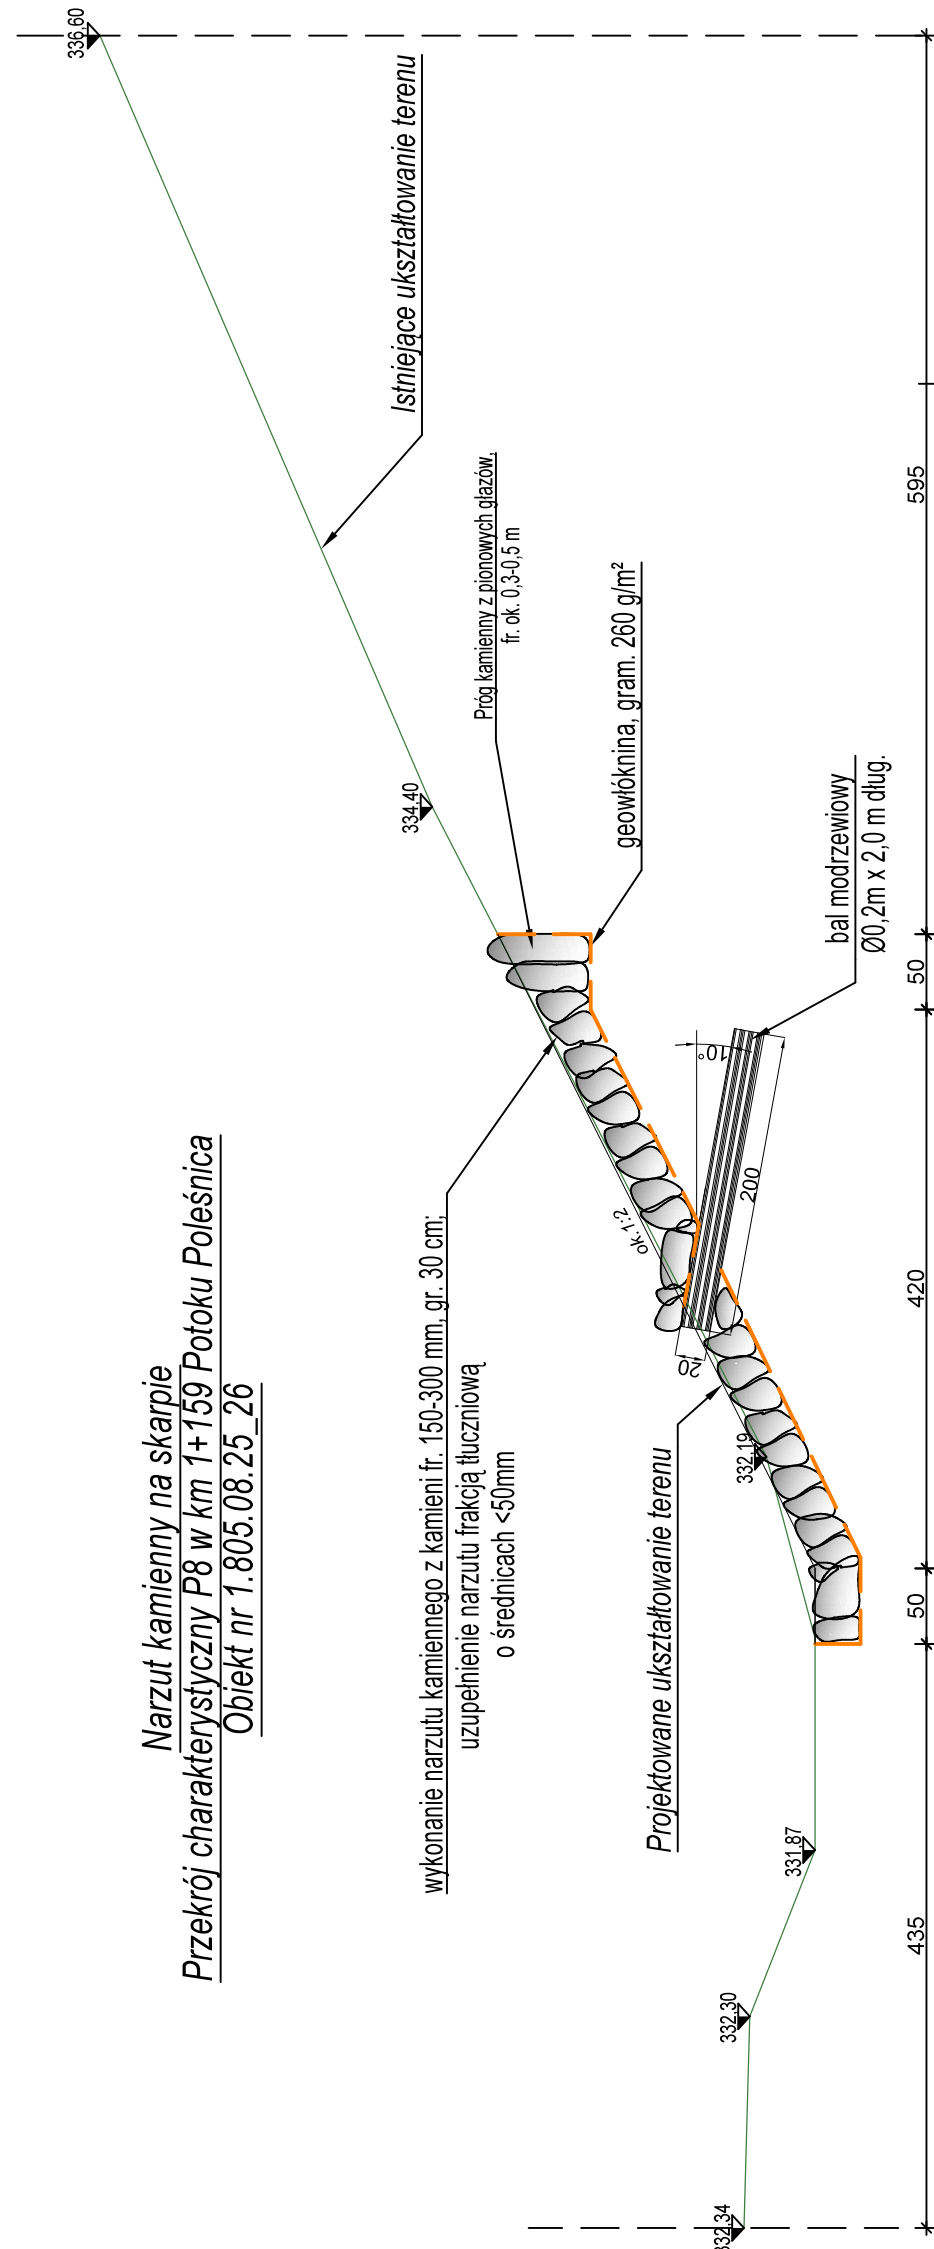 Narzut kamienny na skarpie
Przekrój charakterystyczny P8 w km 1+159 Potoku Poleśnica
Obiekt nr 1.805.08.25_26
wykonanie narzutu kamiennego z kamieni fr. 150-300 mm, gr. 30 cm;
uzupełnienie narzutu frakcją tłuczniową
o średnicach <50mm
Projektowane ukształtowanie terenu
Istniejące ukształtowanie terenu
Próg kamienny z pionowych głazów,
fr. ok. 0,3-0,5 m
geowłóknina, gram. 260 g/m²
bal modrzewiowy
Ø0,2m x 2,0 m dług.
332,34
332,30
331,87
332,19
334,40
336,60
ok. 1:2
20
200
10°
435
50
420
50
595